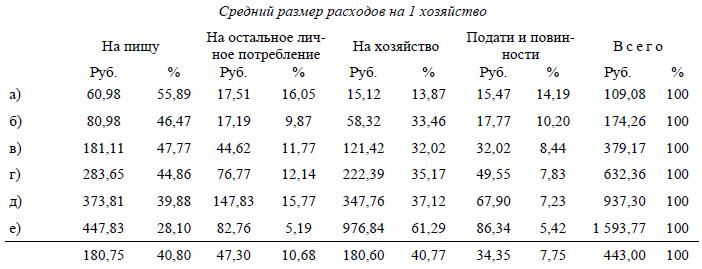 Средний размер расходов на 1 хозяйство
На пищу На остальное лич- На хозяйство Подати и повин- В с е г о
ное потребление ности
Руб. % Руб. % Руб. % Руб. % Руб. %
а) 60,98 55,89 17,51 16,05 15,12 13,87 15,47 14,19 109,08 100
б) 80,98 46,47 17,19 9,87 58,32 33,46 17,77 10,20 174,26 100
в) 181,11 47,77 44,62 11,77 121,42 32,02 32,02 8,44 379,17 100
г) 283,65 44,86 76,77 12,14 222,39 35,17 49,55 7,83 632,36 100
д) 373,81 39,88 147,83 15,77 347,76 37,12 67,90 7,23 937,30 100
е) 447,83 28,10 82,76 5,19 976,84 61,29 86,34 5,42 1 593,77 100
180,75 40,80 47,30 10,68 180,60 40,77 34,35 7,75 443,00 100